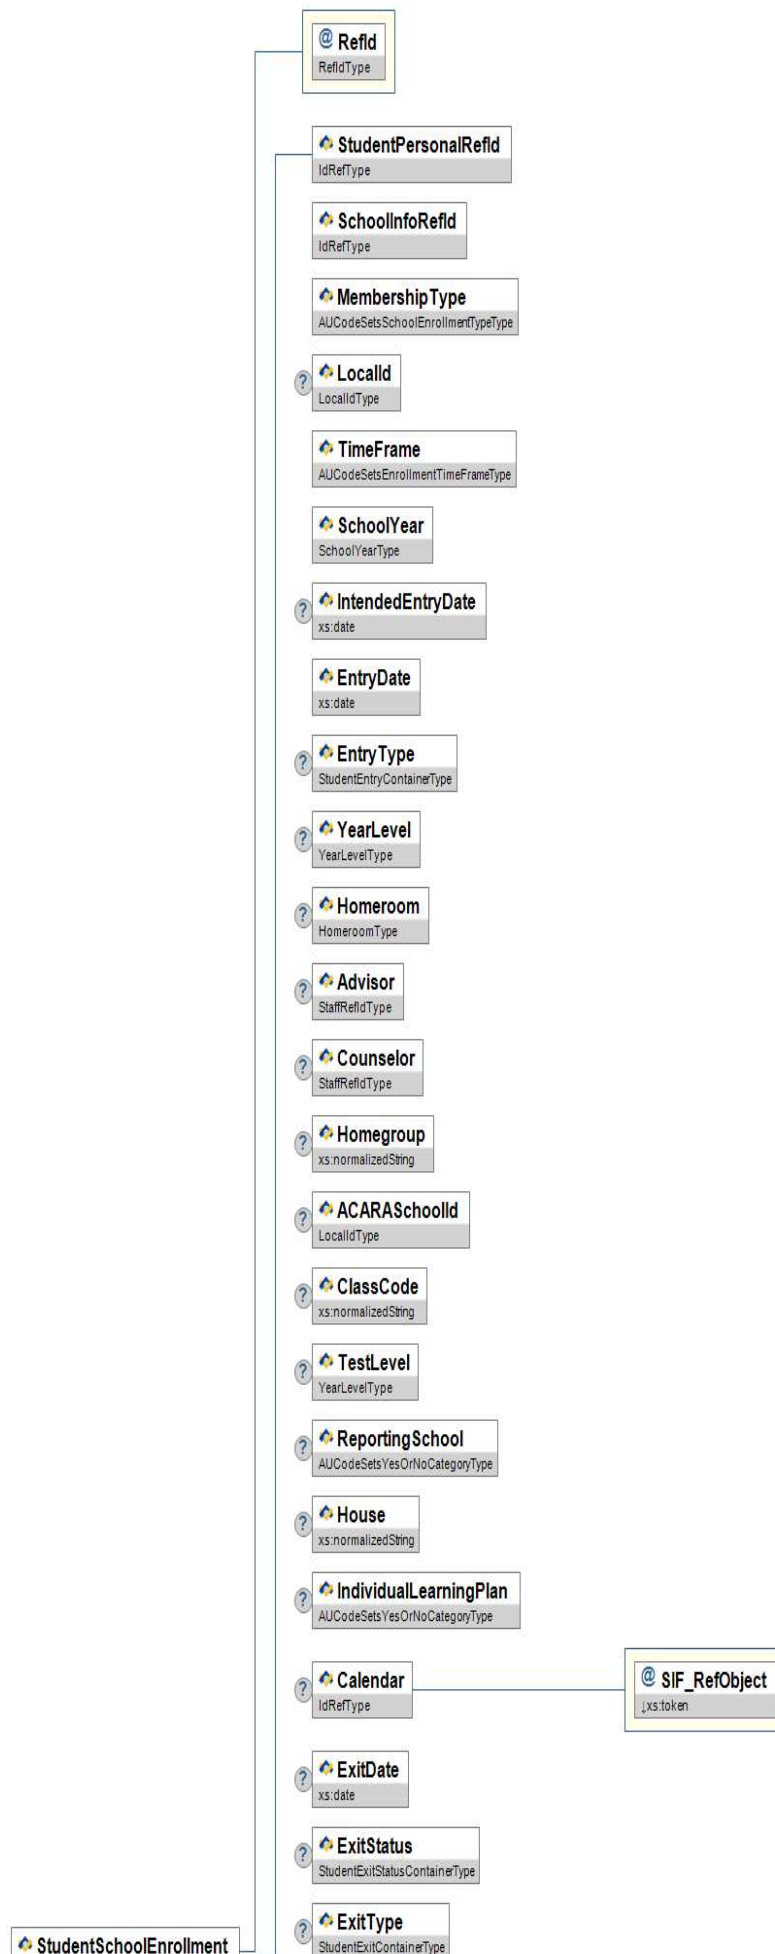 @ RefId
RefIdType
StudentPersonalRefId
IdRefType
SchoolInfoRefId
IdRefType
MembershipType
AUCodeSetsSchoolEnrollmentTypeType
? LocalId
LocalIdType
TimeFrame
AUCodeSetsEnrollmentTimeFrameType
SchoolYear
SchoolYearType
? IntendedEntryDate
xs:date
EntryDate
xs:date
? EntryType
StudentEntryContainerType
? YearLevel
YearLevelType
? Homeroom
HomeroomType
? Advisor
StaffRefIdType
? Counselor
StaffRefIdType
? Homegroup
xs:normalizedString
? ACARASchoolId
LocalIdType
? ClassCode
xs:normalizedString
? TestLevel
YearLevelType
? ReportingSchool
AUCodeSetsYesOrNoCategoryType
? House
xs:normalizedString
? IndividualLearningPlan
AUCodeSetsYesOrNoCategoryType
? Calendar @ SIF_RefObject
IdRefType ↓xs:token
? ExitDate
xs:date
? ExitStatus
StudentExitStatusContainerType
? ExitType
StudentExitContainerType
StudentSchoolEnrollment